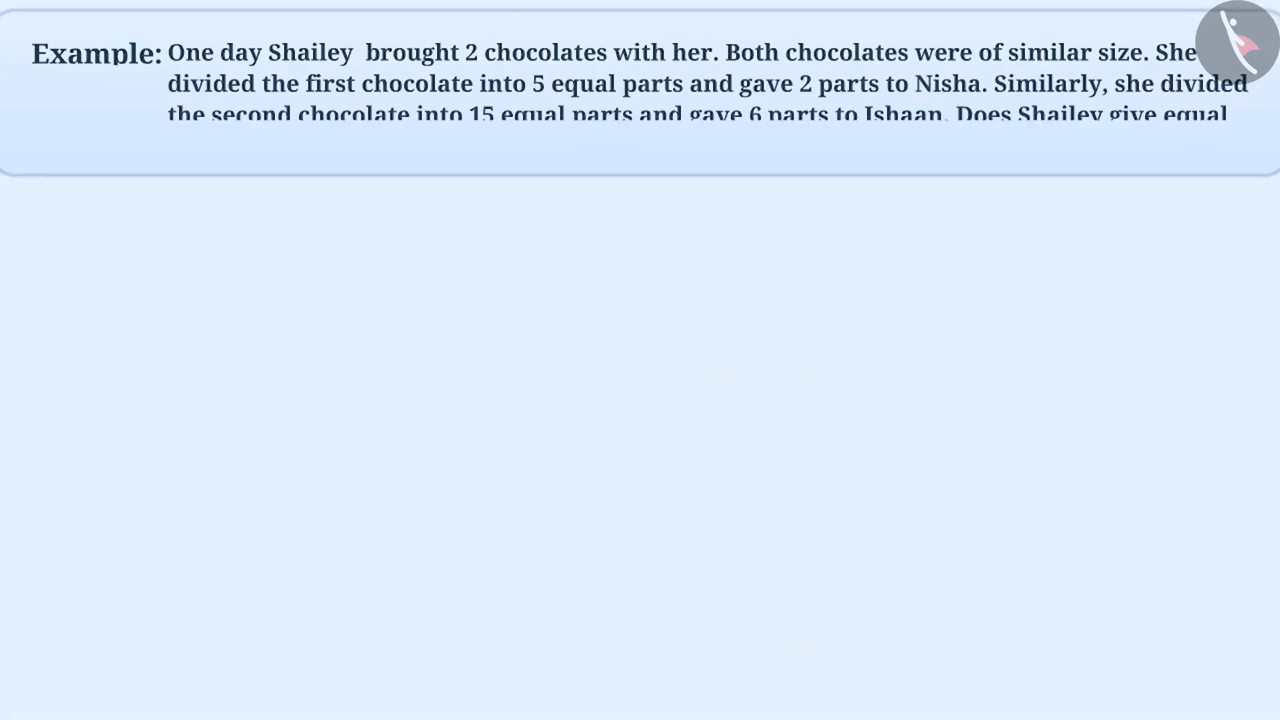 Example: One day Shailey brought 2 chocolates with her. Both chocolates were of similar size. She
divided the first chocolate into 5 equal parts and gave 2 parts to Nisha. Similarly, she divided
the second chocolate into 15 equal parts and gave 6 parts to Ishaan. Does Shailey give equal